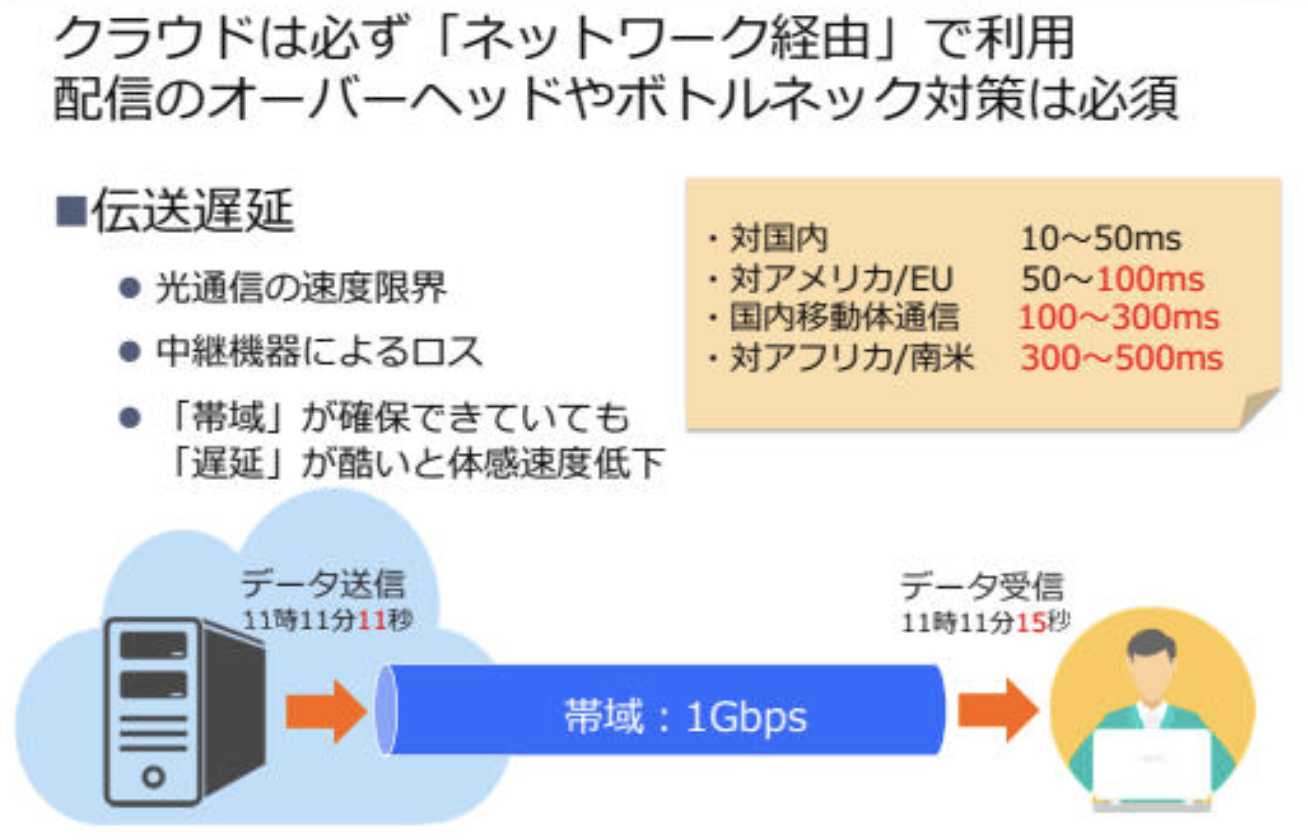 クラウドは必ず「ネットワーク経由」で利用
配信のオーバーヘッドやボトルネック対策は必須
■伝送遅延
● 光通信の速度限界
● 中継機器によるロス
● 「帯域」が確保できていても
「遅延」が酷いと体感速度低下
・対国内 10～50ms
・対アメリカ/EU 50～100ms
・国内移動体通信 100～300ms
・対アフリカ/南米 300～500ms
データ送信
11時11分11秒
帯域：1Gbps
データ受信
11時11分15秒